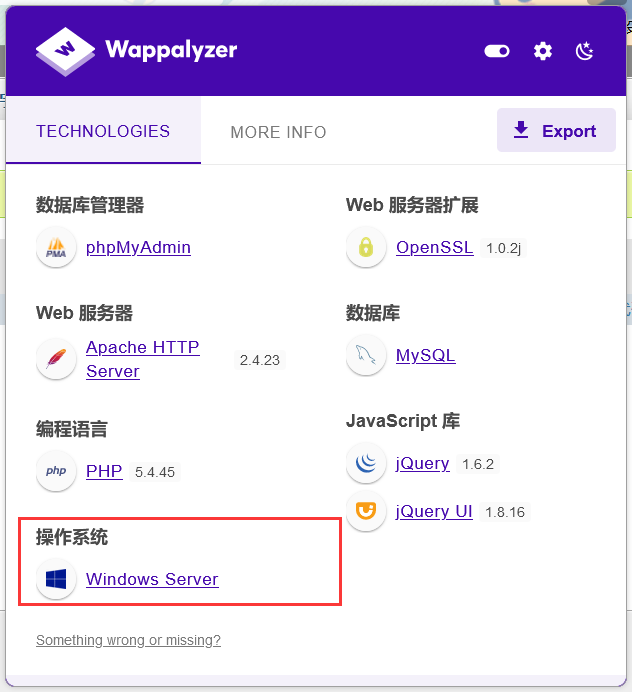 Wappalyzer
TECHNOLOGIES
MORE INFO
Export
数据库管理器
PMA
phpMyAdmin
Web 服务器
Apache HTTP
Server
2.4.23
编程语言
php
PHP 5.4.45
操作系统
Windows Server
Web 服务器扩展
OpenSSL 1.0.2j
数据库
MySQL
JavaScript 库
jQuery 1.6.2
jQuery UI 1.8.16
Something wrong or missing?